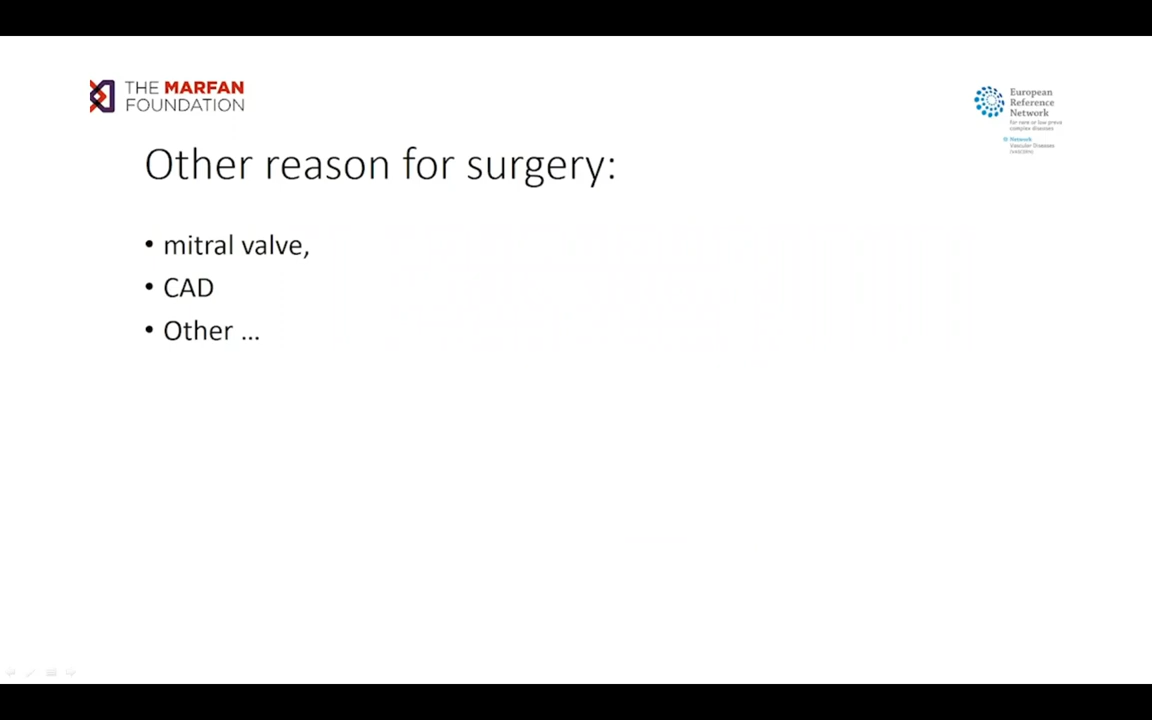 THE MARFAN
FOUNDATION
European
Reference
Network
for rare or low preva
complex diseases
Network
Vascular Diseases
(VASCERN)
Other reason for surgery:
• mitral valve,
• CAD
• Other ...